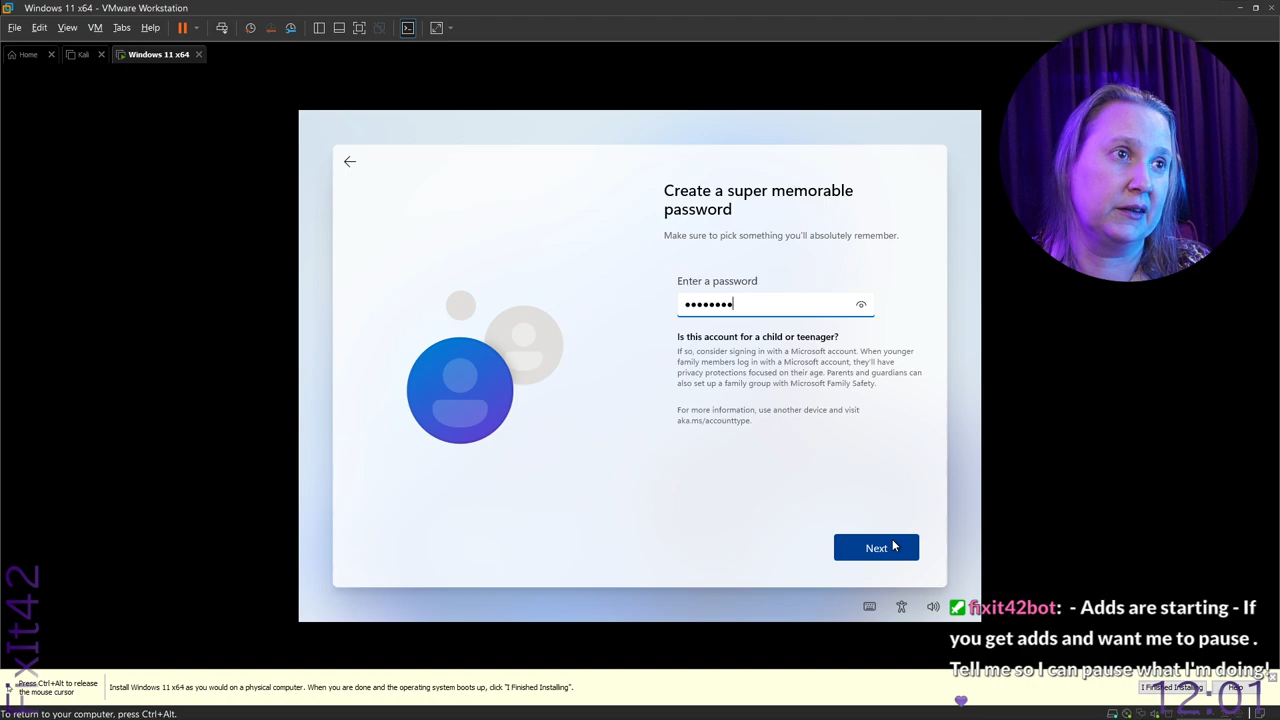 Windows 11 x64 - VMware Workstation
File Edit View VM Tabs Help
Home Kali Windows 11 x64
Create a super memorable
password
Make sure to pick something you'll absolutely remember.
Enter a password
••••••••
Is this account for a child or teenager?
If so, consider signing in with a Microsoft account. When younger
family members log in with a Microsoft account, they'll have
privacy protections focused on their age. Parents and guardians can
also set up a family group with Microsoft Family Safety.
For more information, use another device and visit
aka.ms/accounttype.
Next
FixIt42
fixit42bot: - Adds are starting - If
you get adds and want me to pause .
Tell me so I can pause what I'm doing!
Press Ctrl+Alt to release
the mouse cursor
Install Windows 11 x64 as you would on a physical computer. When you are done and the operating system boots up, click "I Finished Installing".
I Finished Installing Help
12:01
To return to your computer, press Ctrl+Alt.